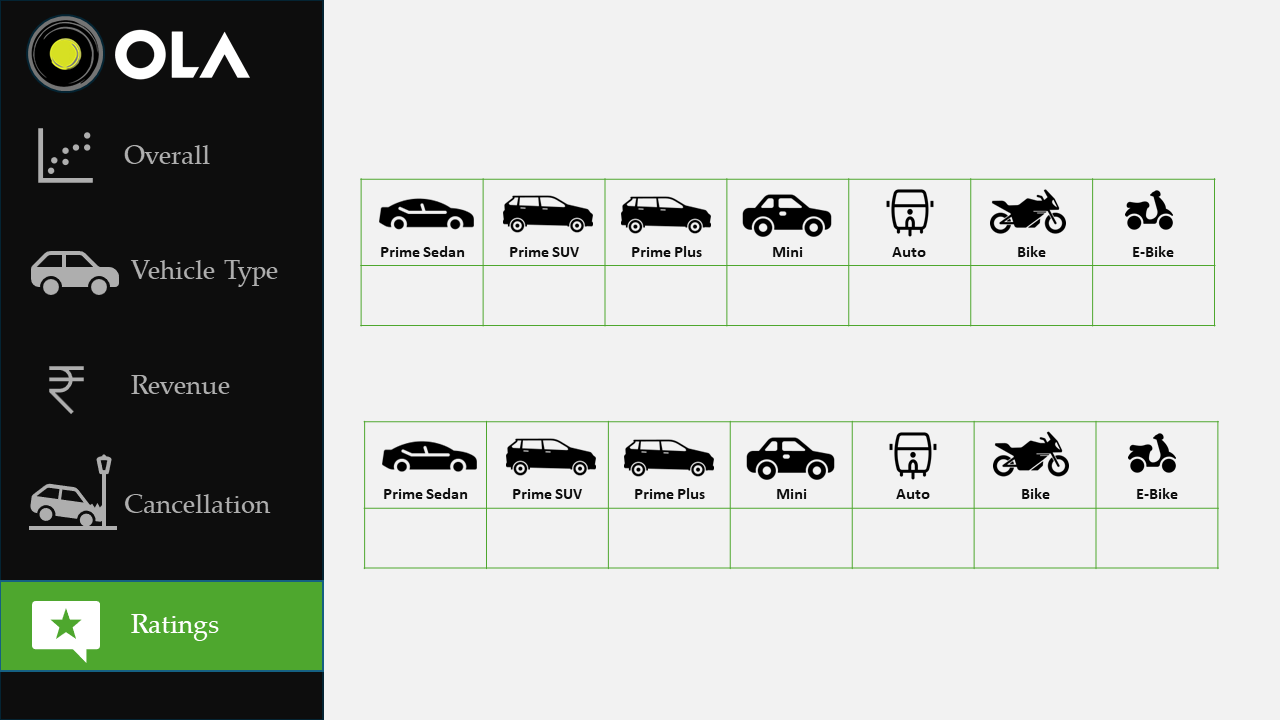 OLA
Overall
Vehicle Type
Revenue
Cancellation
Ratings
Prime Sedan Prime SUV Prime Plus Mini Auto Bike E-Bike
Prime Sedan Prime SUV Prime Plus Mini Auto Bike E-Bike